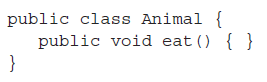 public class Animal {
   public void eat() { }
}